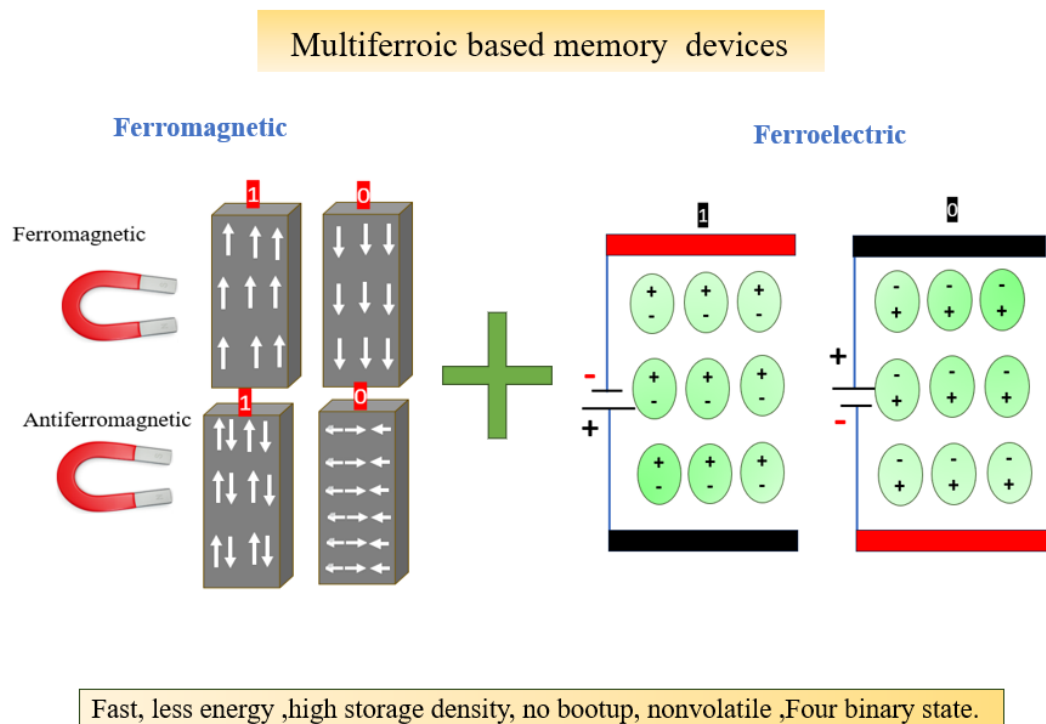 Multiferroic based memory devices
Ferromagnetic
Ferroelectric
1
0
1
0
Ferromagnetic
Antiferromagnetic
1
0
+ + +
- - -
+ + +
- - -
+ + +
- - -
-
+
- - -
+ + +
- - -
+ + +
- - -
+ + +
+
-
Fast, less energy ,high storage density, no bootup, nonvolatile ,Four binary state.